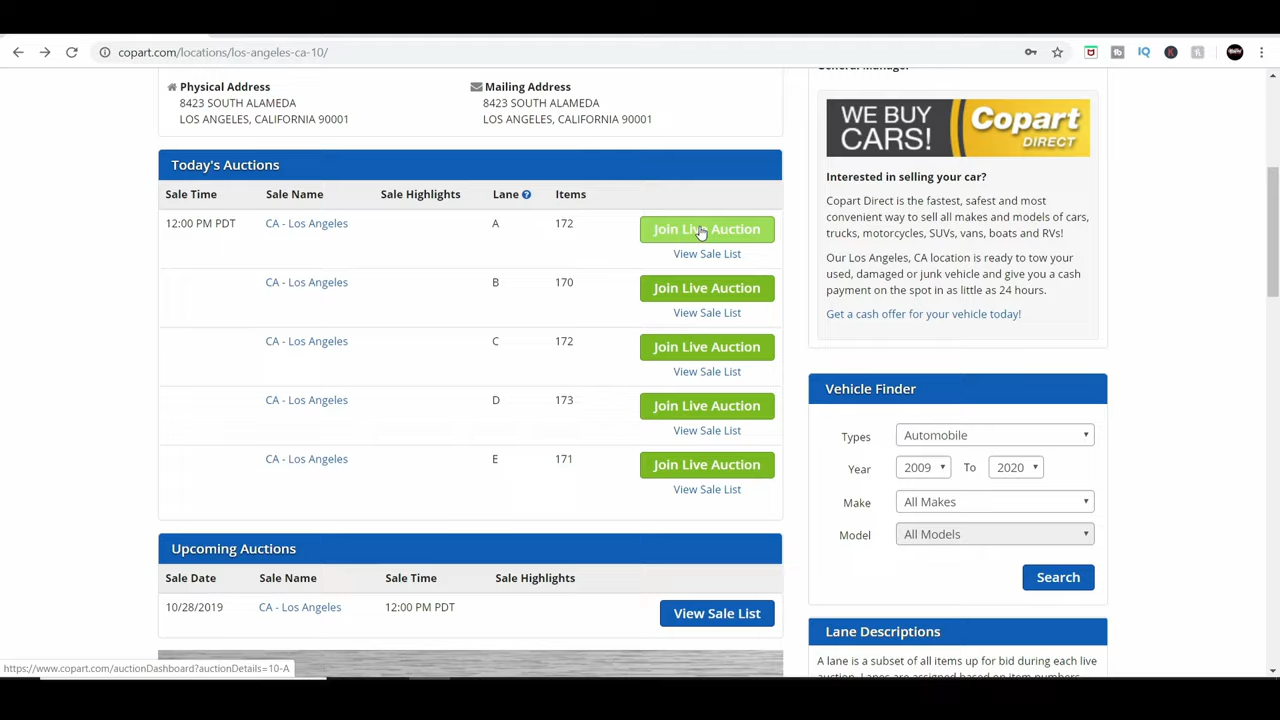 copart.com/locations/los-angeles-ca-10/
Physical Address
8423 SOUTH ALAMEDA
LOS ANGELES, CALIFORNIA 90001
Mailing Address
8423 SOUTH ALAMEDA
LOS ANGELES, CALIFORNIA 90001
Today's Auctions
Sale Time Sale Name Sale Highlights Lane Items
12:00 PM PDT CA - Los Angeles A 172 Join Live Auction
View Sale List
CA - Los Angeles B 170 Join Live Auction
View Sale List
CA - Los Angeles C 172 Join Live Auction
View Sale List
CA - Los Angeles D 173 Join Live Auction
View Sale List
CA - Los Angeles E 171 Join Live Auction
View Sale List
Upcoming Auctions
Sale Date Sale Name Sale Time Sale Highlights
10/28/2019 CA - Los Angeles 12:00 PM PDT View Sale List
https://www.copart.com/auctionDashboard?auctionDetails=10-A
General Manager
WE BUY
CARS!
Copart
DIRECT
Interested in selling your car?
Copart Direct is the fastest, safest and most
convenient way to sell all makes and models of cars,
trucks, motorcycles, SUVs, vans, boats and RVs!
Our Los Angeles, CA location is ready to tow your
used, damaged or junk vehicle and give you a cash
payment on the spot in as little as 24 hours.
Get a cash offer for your vehicle today!
Vehicle Finder
Types Automobile
Year 2009 To 2020
Make All Makes
Model All Models
Search
Lane Descriptions
A lane is a subset of all items up for bid during each live
auction. Lanes are assigned based on item numbers,